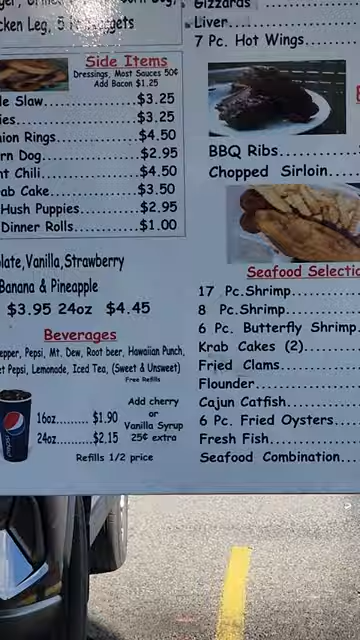 cken Leg, 5 Pc. Nuggets
Side Items
Dressings, Most Sauces 50¢
Add Bacon $1.25
le Slaw...............$3.25
ies...................$3.25
nion Rings............$4.50
rn Dog................$2.95
nt Chili..............$4.50
ab Cake...............$3.50
Hush Puppies..........$2.95
Dinner Rolls..........$1.00
late,Vanilla,Strawberry
Banana & Pineapple
$3.95 24oz $4.45
Beverages
epper, Pepsi, Mt. Dew, Root beer, Hawaiian Punch,
et Pepsi, Lemonade, Iced Tea, (Sweet & Unsweet)
Free Refills
pepsi
16oz.......... $1.90
24oz.......... $2.15
Add cherry
or
Vanilla Syrup
25¢ extra
Refills 1/2 price
Gizzards
Liver
7 Pc. Hot Wings
BBQ Ribs
Chopped Sirloin
Seafood Selectio
17 Pc.Shrimp
8 Pc.Shrimp
6 Pc. Butterfly Shrimp
Krab Cakes (2)
Fried Clams
Flounder
Cajun Catfish
6 Pc. Fried Oysters
Fresh Fish
Seafood Combination